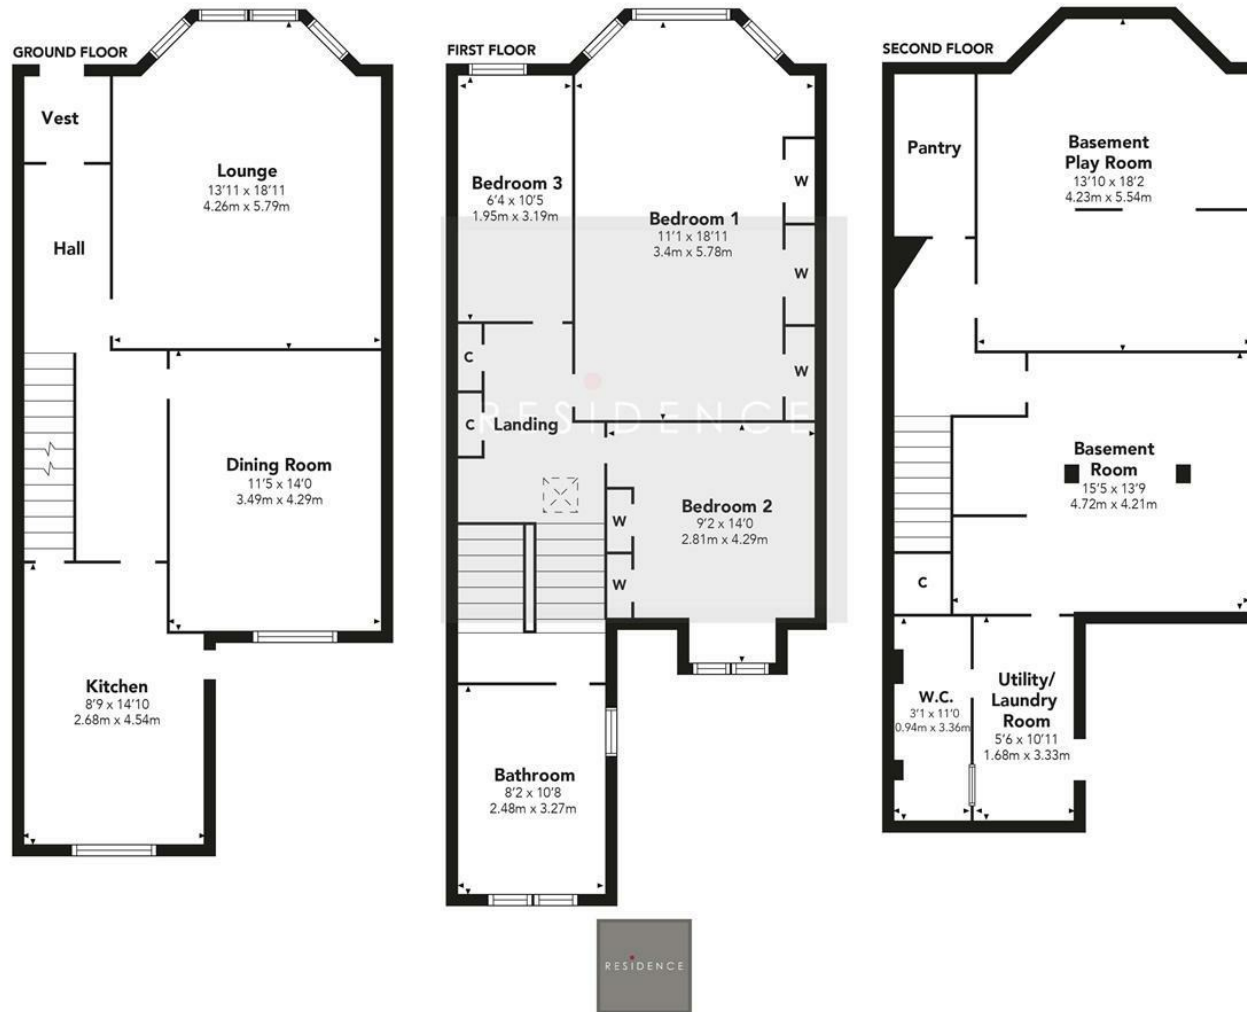 GROUND FLOOR
Vest
Hall
Lounge
13'11 x 18'11
4.26m x 5.79m
Dining Room
11'5 x 14'0
3.49m x 4.29m
Kitchen
8'9 x 14'10
2.68m x 4.54m
FIRST FLOOR
Bedroom 3
6'4 x 10'5
1.95m x 3.19m
Bedroom 1
11'1 x 18'11
3.4m x 5.78m
W
W
W
C
C
Landing
RESIDENCE
Bedroom 2
9'2 x 14'0
2.81m x 4.29m
W
W
Bathroom
8'2 x 10'8
2.48m x 3.27m
SECOND FLOOR
Pantry
Basement
Play Room
13'10 x 18'2
4.23m x 5.54m
Basement
Room
15'5 x 13'9
4.72m x 4.21m
C
W.C.
3'1 x 11'0
0.94m x 3.36m
Utility/
Laundry
Room
5'6 x 10'11
1.68m x 3.33m
RESIDENCE